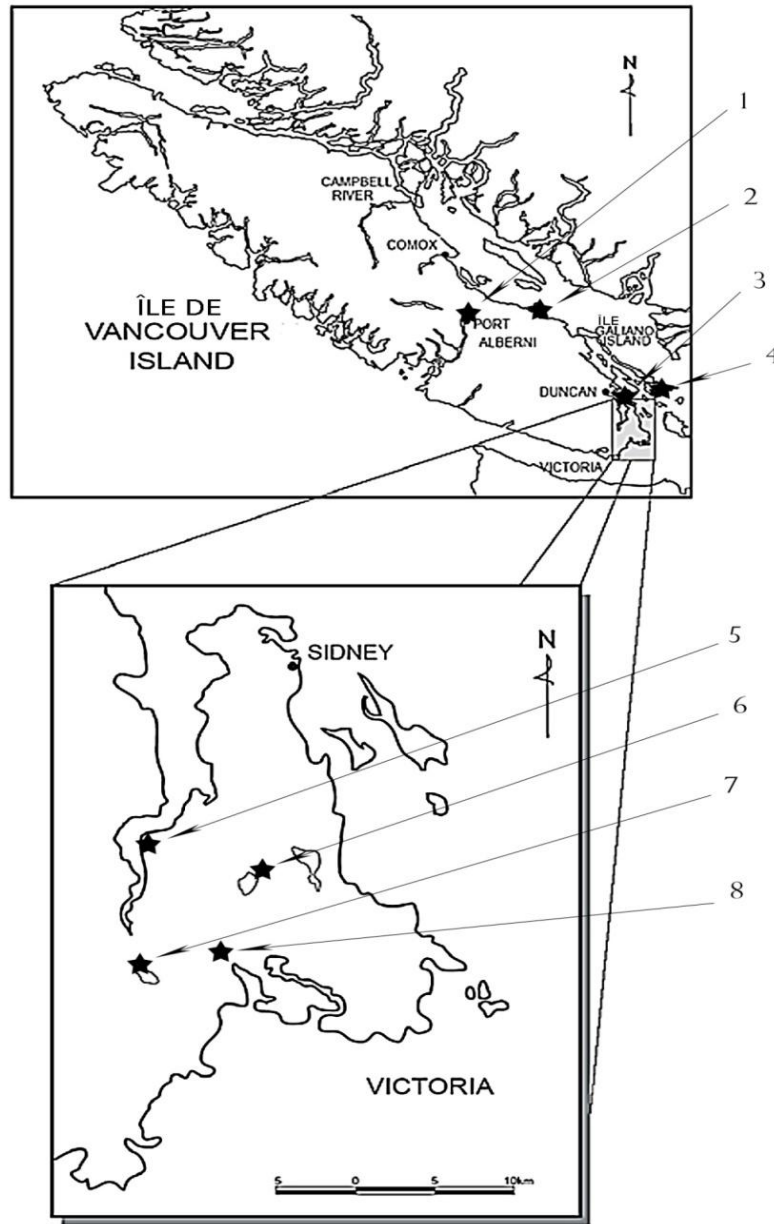 N
1
CAMPBELL
RIVER
2
COMOX
3
ÎLE DE
VANCOUVER
ISLAND
PORT
ALBERNI
ÎLE
GALIANO
ISLAND
4
DUNCAN
VICTORIA
5
SIDNEY
N
6
7
8
VICTORIA
5 0 5 10km